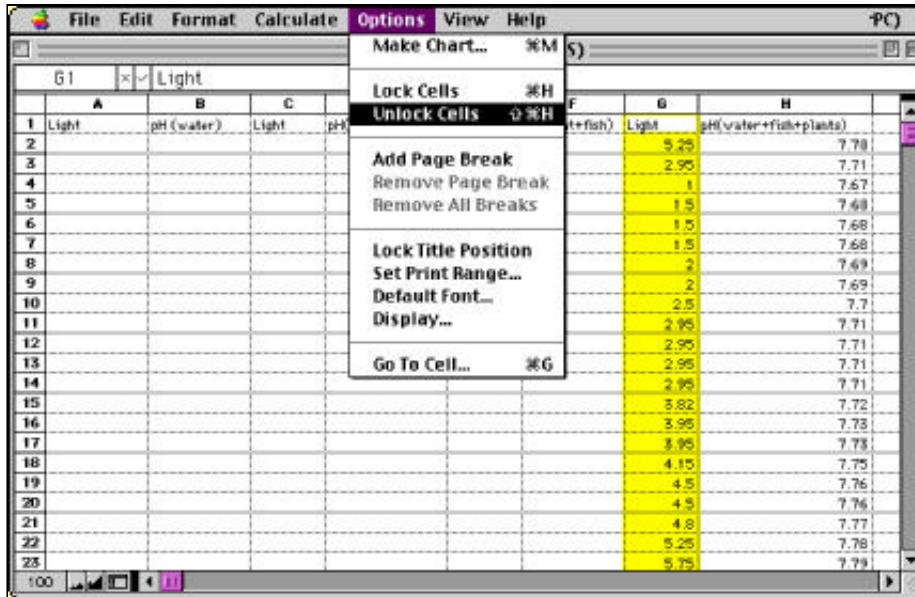 File Edit Format Calculate Options View Help PC)
S)
G1 Light
A B C F G H
1 Light pH (water) Light pH( t+fish) Light pH(water+fish+plants)
2 5.25 7.78
3 2.95 7.71
4 1 7.67
5 1.5 7.68
6 1.5 7.68
7 1.5 7.68
8 2 7.69
9 2 7.69
10 2.5 7.7
11 2.95 7.71
12 2.95 7.71
13 2.95 7.71
14 2.95 7.71
15 3.82 7.72
16 3.95 7.73
17 3.95 7.73
18 4.15 7.75
19 4.5 7.76
20 4.5 7.76
21 4.8 7.77
22 5.25 7.78
23 5.75 7.79
100
Make Chart... ⌘M
Lock Cells ⌘H
Unlock Cells ⇧⌘H
Add Page Break
Remove Page Break
Remove All Breaks
Lock Title Position
Set Print Range...
Default Font...
Display...
Go To Cell... ⌘G